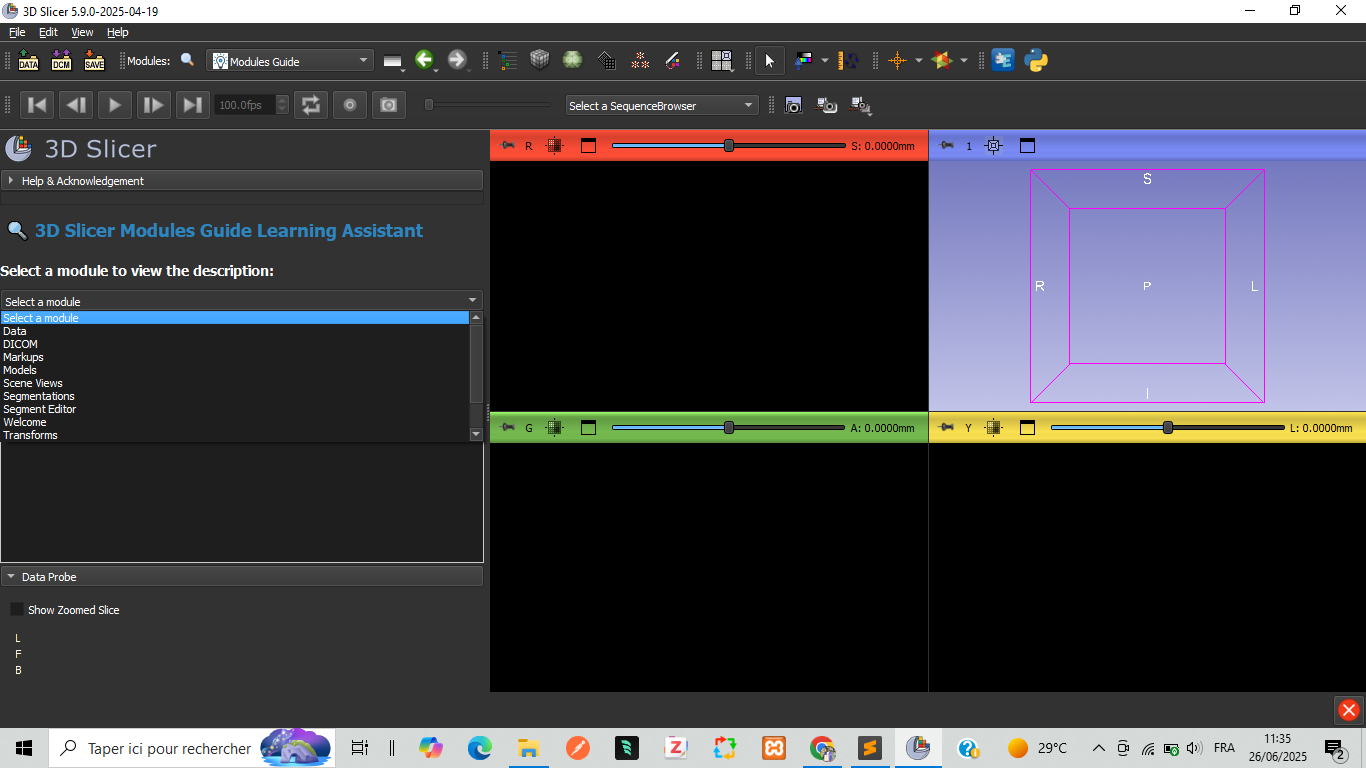 3D Slicer 5.9.0-2025-04-19
File Edit View Help
DATA DCM SAVE Modules: Modules Guide
100.0fps Select a SequenceBrowser
3D Slicer
Help & Acknowledgement
3D Slicer Modules Guide Learning Assistant
Select a module to view the description:
Select a module
Select a module
Data
DICOM
Markups
Models
Scene Views
Segmentations
Segment Editor
Welcome
Transforms
Data Probe
Show Zoomed Slice
L
F
B
R S: 0.0000mm
1
S
R P L
I
G A: 0.0000mm
Y L: 0.0000mm
Taper ici pour rechercher
29°C
FRA
11:35
26/06/2025
2